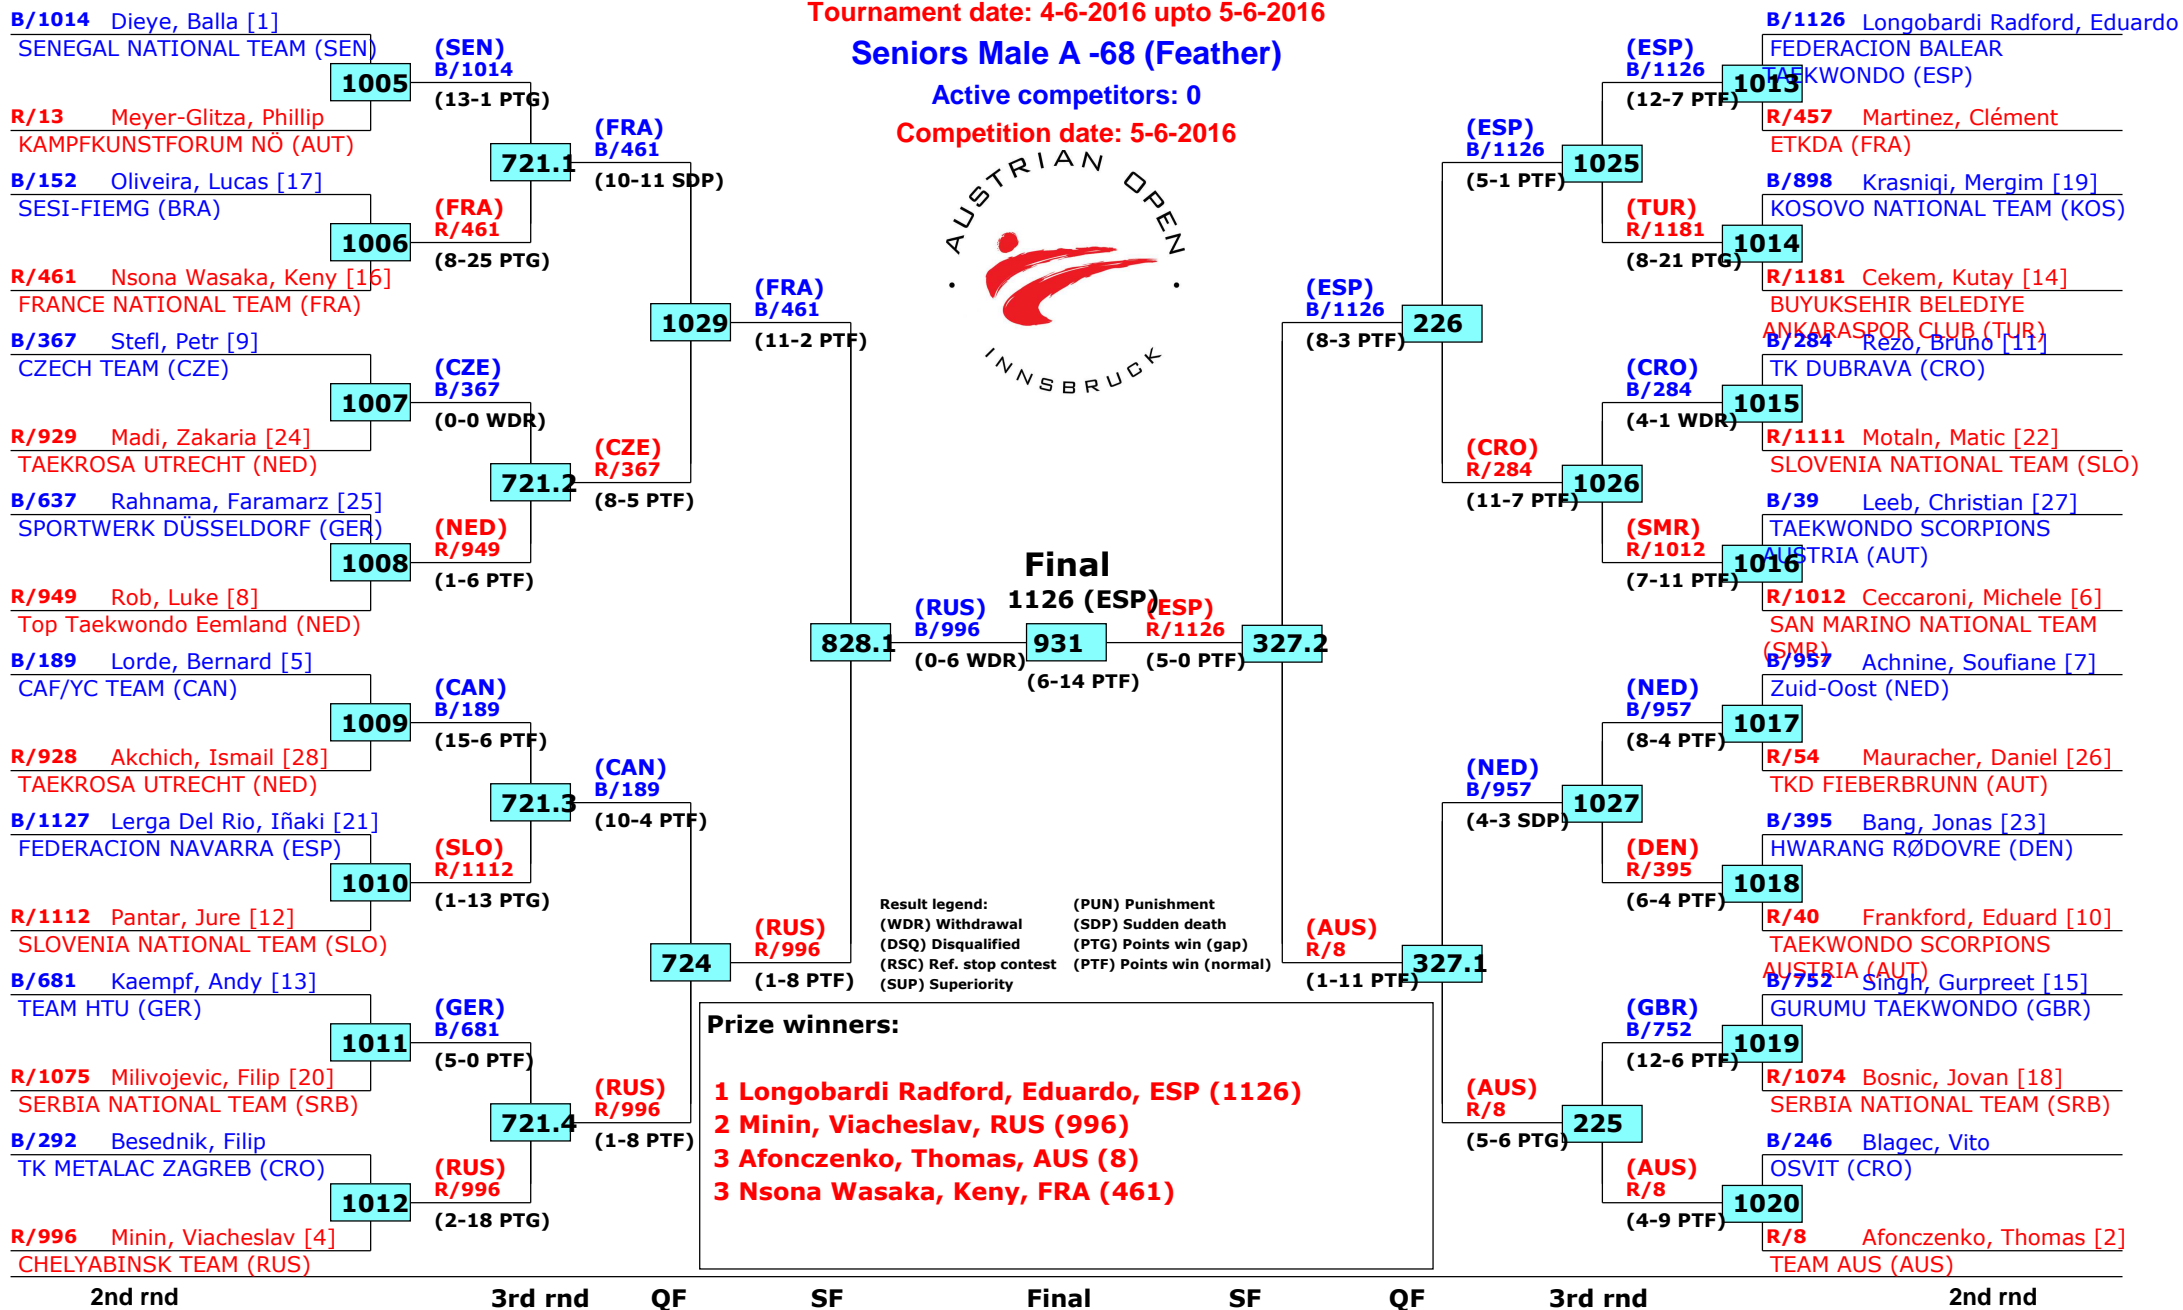 Tournament date: 4-6-2016 upto 5-6-2016
Seniors Male A -68 (Feather)
Active competitors: 0
Competition date: 5-6-2016
AUSTRIAN OPEN
INNSBRUCK
B/1014 Dieye, Balla [1]
SENEGAL NATIONAL TEAM (SEN)
1005
R/13 Meyer-Glitza, Phillip
KAMPFKUNSTFORUM NÖ (AUT)
B/152 Oliveira, Lucas [17]
SESI-FIEMG (BRA)
1006
R/461 Nsona Wasaka, Keny [16]
FRANCE NATIONAL TEAM (FRA)
B/367 Stefl, Petr [9]
CZECH TEAM (CZE)
1007
R/929 Madi, Zakaria [24]
TAEKROSA UTRECHT (NED)
B/637 Rahnama, Faramarz [25]
SPORTWERK DÜSSELDORF (GER)
1008
R/949 Rob, Luke [8]
Top Taekwondo Eemland (NED)
B/189 Lorde, Bernard [5]
CAF/YC TEAM (CAN)
1009
R/928 Akchich, Ismail [28]
TAEKROSA UTRECHT (NED)
B/1127 Lerga Del Rio, Iñaki [21]
FEDERACION NAVARRA (ESP)
1010
R/1112 Pantar, Jure [12]
SLOVENIA NATIONAL TEAM (SLO)
B/681 Kaempf, Andy [13]
TEAM HTU (GER)
1011
R/1075 Milivojevic, Filip [20]
SERBIA NATIONAL TEAM (SRB)
B/292 Besednik, Filip
TK METALAC ZAGREB (CRO)
1012
R/996 Minin, Viacheslav [4]
CHELYABINSK TEAM (RUS)
(SEN)
B/1014
(13-1 PTG)
721.1
(FRA)
R/461
(8-25 PTG)
(CZE)
B/367
(0-0 WDR)
721.2
(NED)
R/949
(1-6 PTF)
(CAN)
B/189
(15-6 PTF)
721.3
(SLO)
R/1112
(1-13 PTG)
(GER)
B/681
(5-0 PTF)
721.4
(RUS)
R/996
(2-18 PTG)
(FRA)
B/461
(10-11 SDP)
1029
(CZE)
R/367
(8-5 PTF)
(CAN)
B/189
(10-4 PTF)
724
(RUS)
R/996
(1-8 PTF)
(FRA)
B/461
(11-2 PTF)
828.1
(RUS)
R/996
(1-8 PTF)
Final
1126 (ESP)
(RUS)
B/996
(0-6 WDR)
931
(6-14 PTF)
(ESP)
R/1126
(5-0 PTF)
327.2
(ESP)
B/1126
(8-3 PTF)
226
(AUS)
R/8
(1-11 PTF)
327.1
(ESP)
B/1126
(5-1 PTF)
1025
(CRO)
R/284
(11-7 PTF)
1026
(NED)
B/957
(4-3 SDP)
1027
(AUS)
R/8
(5-6 PTG)
225
(ESP)
B/1126
(12-7 PTF)
(TUR)
R/1181
(8-21 PTG)
(CRO)
B/284
(4-1 WDR)
(SMR)
R/1012
(7-11 PTF)
(NED)
B/957
(8-4 PTF)
(DEN)
R/395
(6-4 PTF)
(GBR)
B/752
(12-6 PTF)
(AUS)
R/8
(4-9 PTF)
B/1126 Longobardi Radford, Eduardo
FEDERACION BALEAR
TAEKWONDO (ESP)
1013
R/457 Martinez, Clément
ETKDA (FRA)
B/898 Krasniqi, Mergim [19]
KOSOVO NATIONAL TEAM (KOS)
1014
R/1181 Cekem, Kutay [14]
BUYUKSEHIR BELEDIYE
ANKARASPOR CLUB (TUR)
B/284 Rezo, Bruno [11]
TK DUBRAVA (CRO)
1015
R/1111 Motaln, Matic [22]
SLOVENIA NATIONAL TEAM (SLO)
B/39 Leeb, Christian [27]
TAEKWONDO SCORPIONS
AUSTRIA (AUT)
1016
R/1012 Ceccaroni, Michele [6]
SAN MARINO NATIONAL TEAM
(SMR)
B/957 Achnine, Soufiane [7]
Zuid-Oost (NED)
1017
R/54 Mauracher, Daniel [26]
TKD FIEBERBRUNN (AUT)
B/395 Bang, Jonas [23]
HWARANG RØDOVRE (DEN)
1018
R/40 Frankford, Eduard [10]
TAEKWONDO SCORPIONS
AUSTRIA (AUT)
B/752 Singh, Gurpreet [15]
GURUMU TAEKWONDO (GBR)
1019
R/1074 Bosnic, Jovan [18]
SERBIA NATIONAL TEAM (SRB)
B/246 Blagec, Vito
OSVIT (CRO)
1020
R/8 Afonczenko, Thomas [2]
TEAM AUS (AUS)
Result legend: (PUN) Punishment
(WDR) Withdrawal (SDP) Sudden death
(DSQ) Disqualified (PTG) Points win (gap)
(RSC) Ref. stop contest (PTF) Points win (normal)
(SUP) Superiority
Prize winners:
1 Longobardi Radford, Eduardo, ESP (1126)
2 Minin, Viacheslav, RUS (996)
3 Afonczenko, Thomas, AUS (8)
3 Nsona Wasaka, Keny, FRA (461)
2nd rnd 3rd rnd QF SF Final SF QF 3rd rnd 2nd rnd